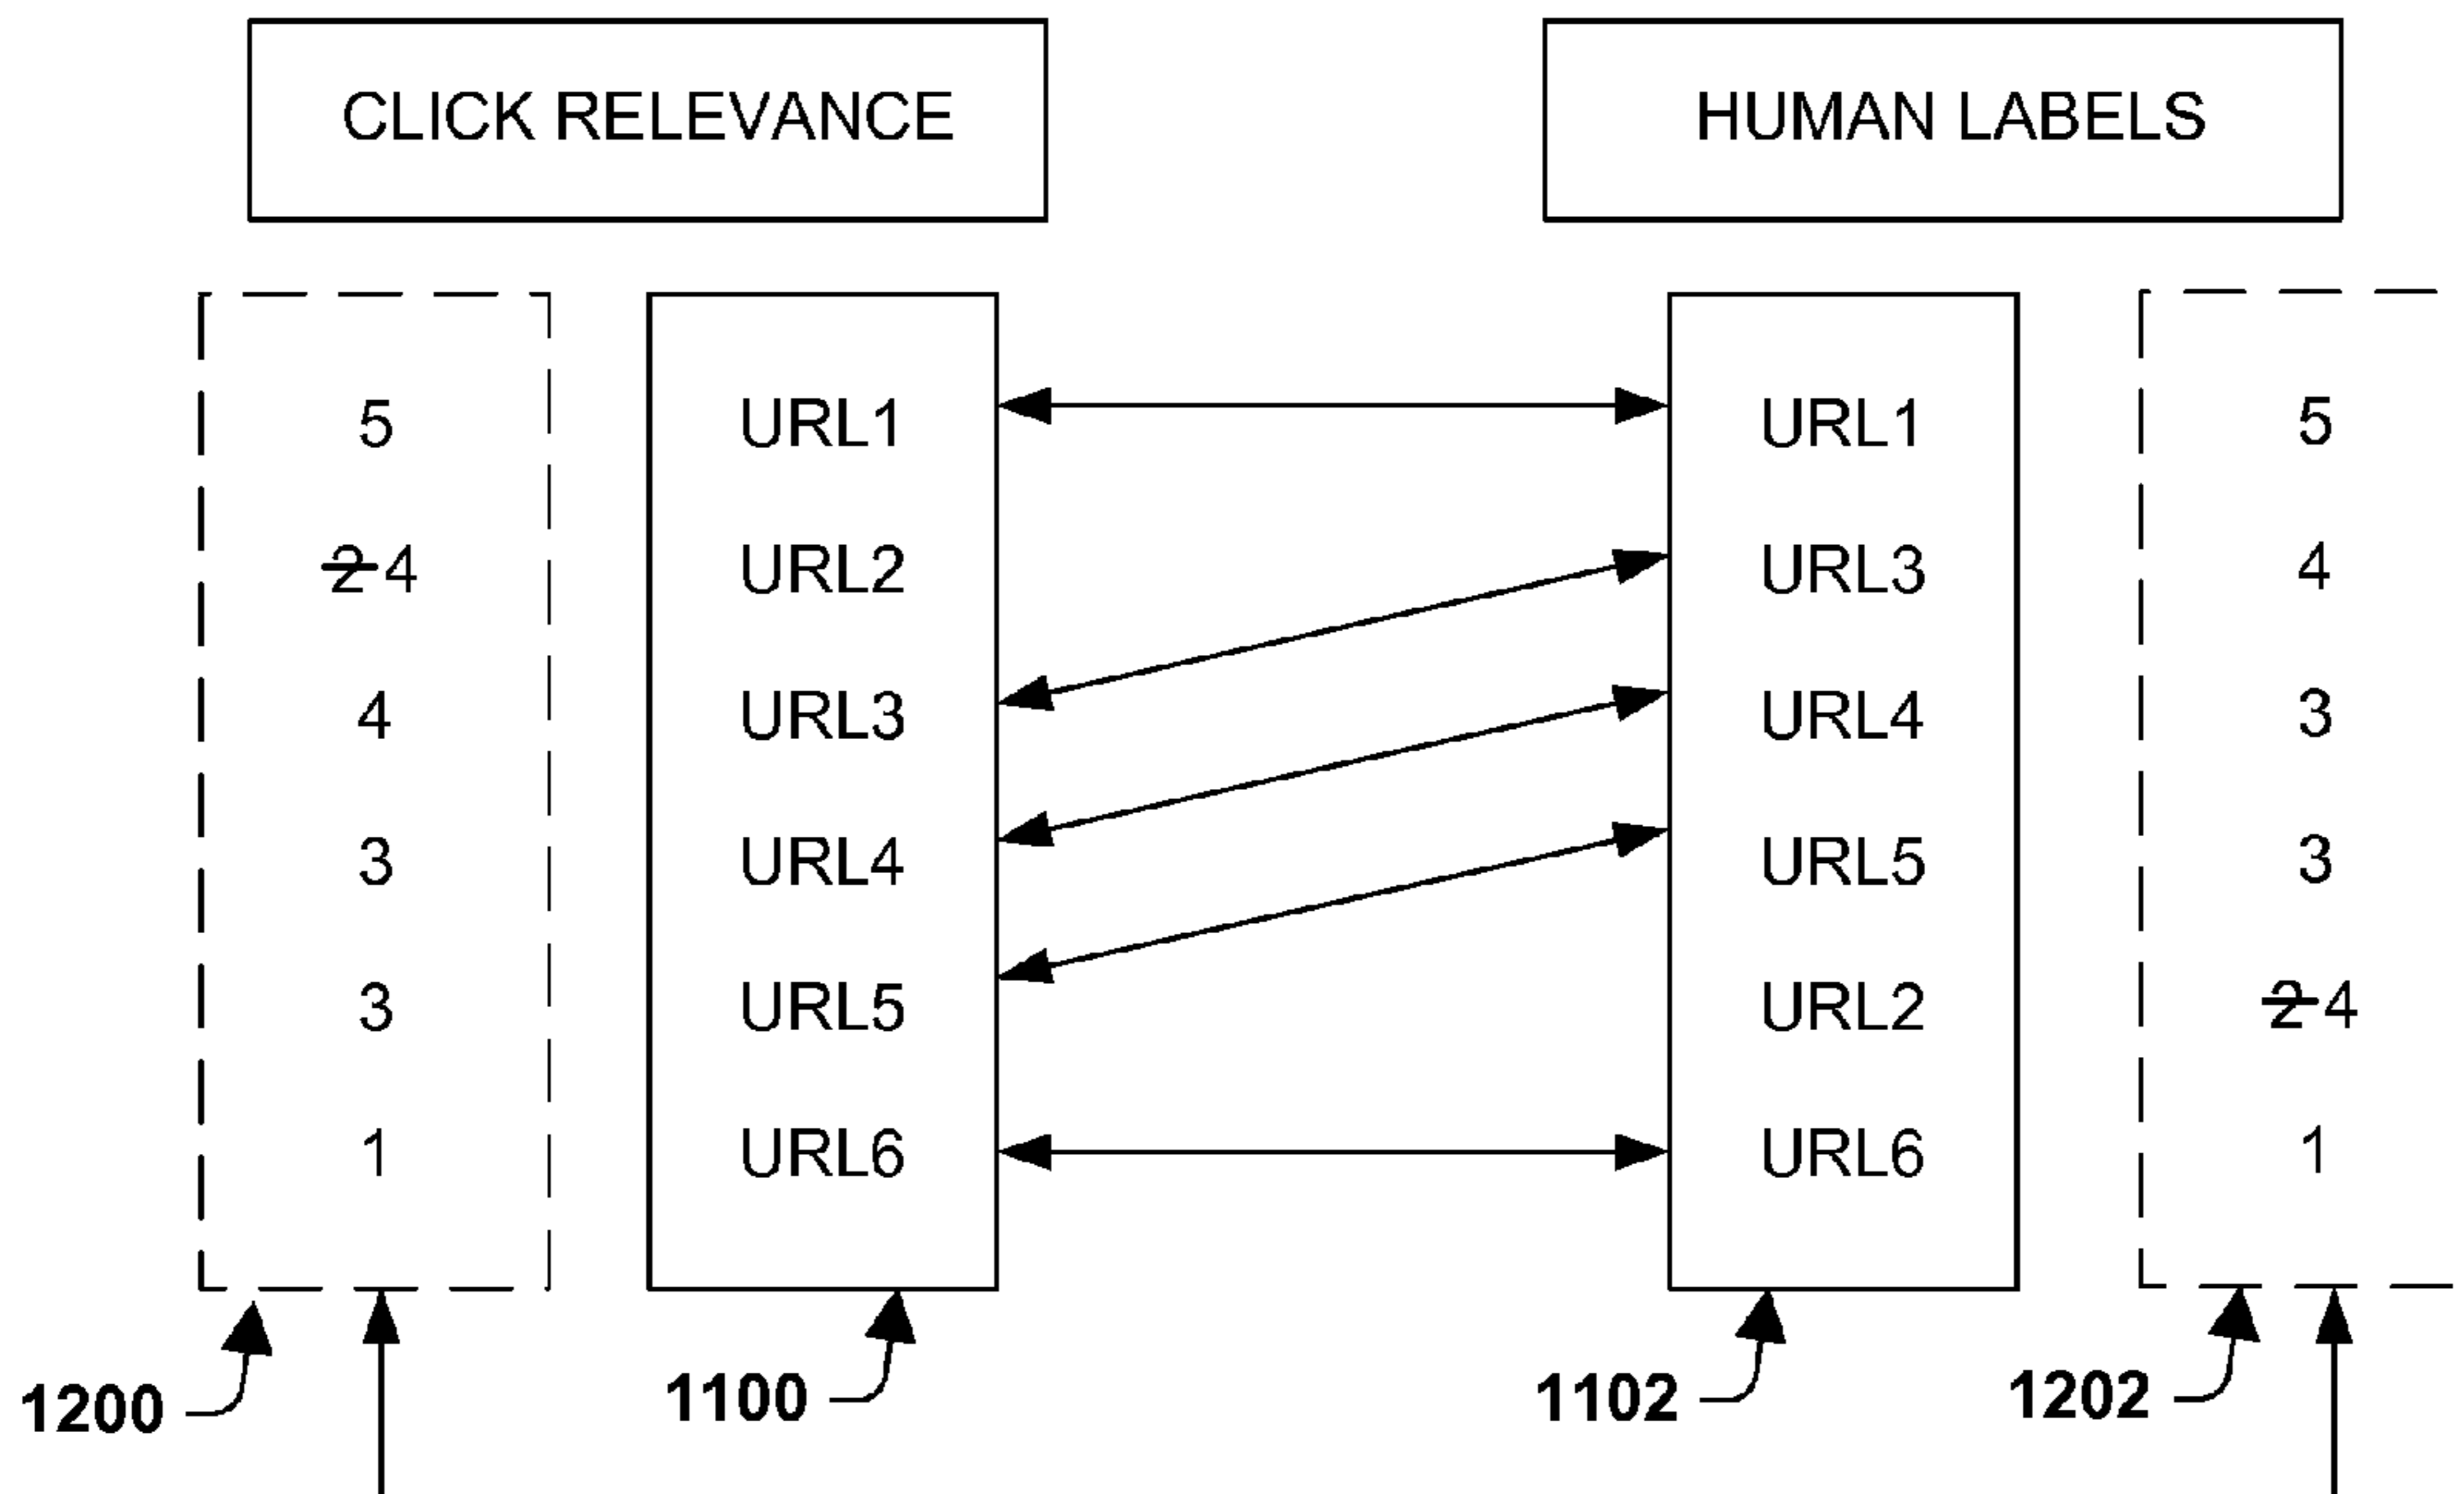 CLICK RELEVANCE HUMAN LABELS
5 URL1 URL1 5
2 4 URL2 URL3 4
4 URL3 URL4 3
3 URL4 URL5 3
3 URL5 URL2 2 4
1 URL6 URL6 1
1200 1100 1102 1202